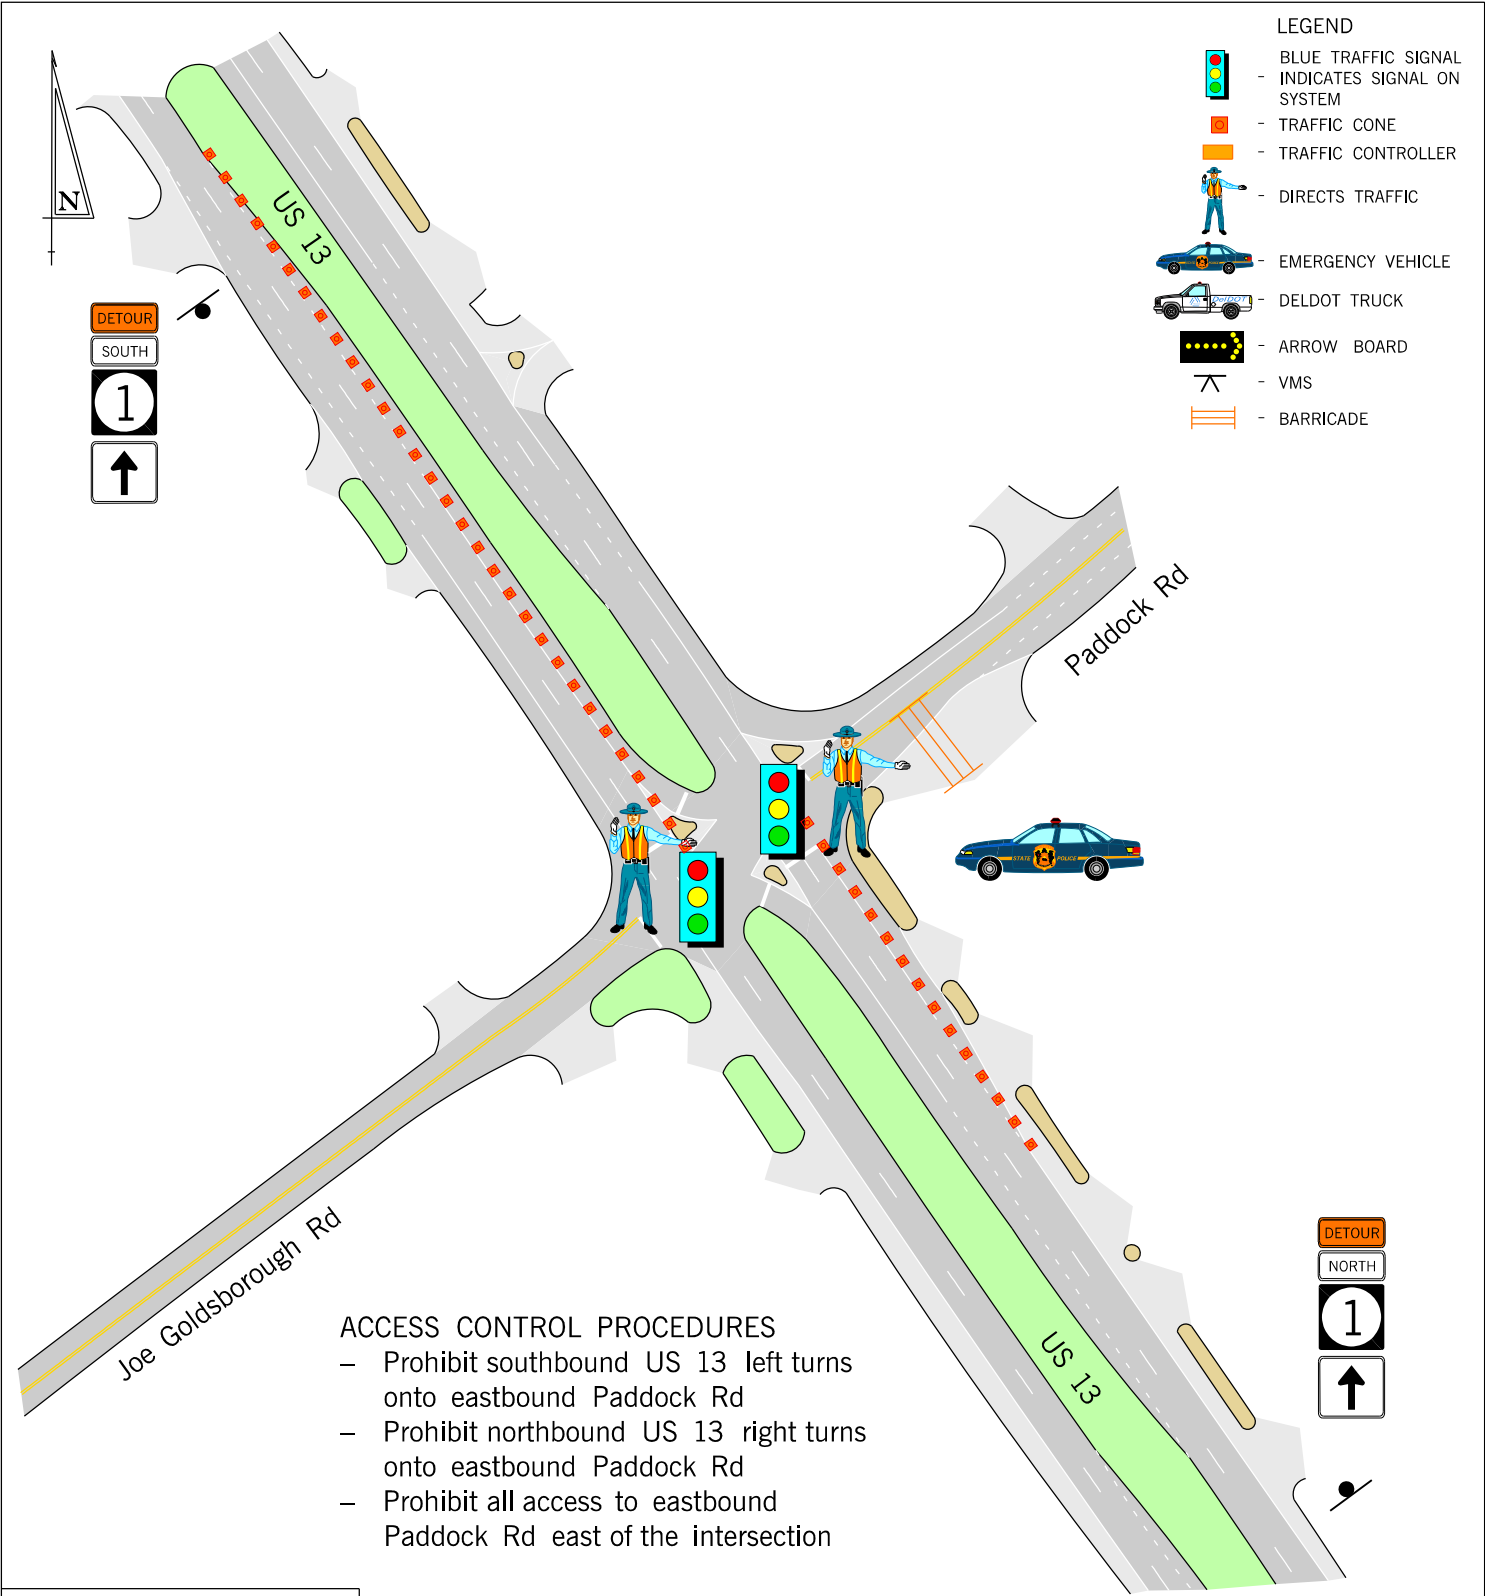 LEGEND
BLUE TRAFFIC SIGNAL
- INDICATES SIGNAL ON
SYSTEM
- TRAFFIC CONE
- TRAFFIC CONTROLLER
- DIRECTS TRAFFIC
- EMERGENCY VEHICLE
DelDOT
- DELDOT TRUCK
- ARROW BOARD
- VMS
- BARRICADE
N
US 13
DETOUR
SOUTH
1
Paddock Rd
STATE POLICE
Joe Goldsborough Rd
DETOUR
NORTH
1
US 13
ACCESS CONTROL PROCEDURES
– Prohibit southbound US 13 left turns
onto eastbound Paddock Rd
– Prohibit northbound US 13 right turns
onto eastbound Paddock Rd
– Prohibit all access to eastbound
Paddock Rd east of the intersection